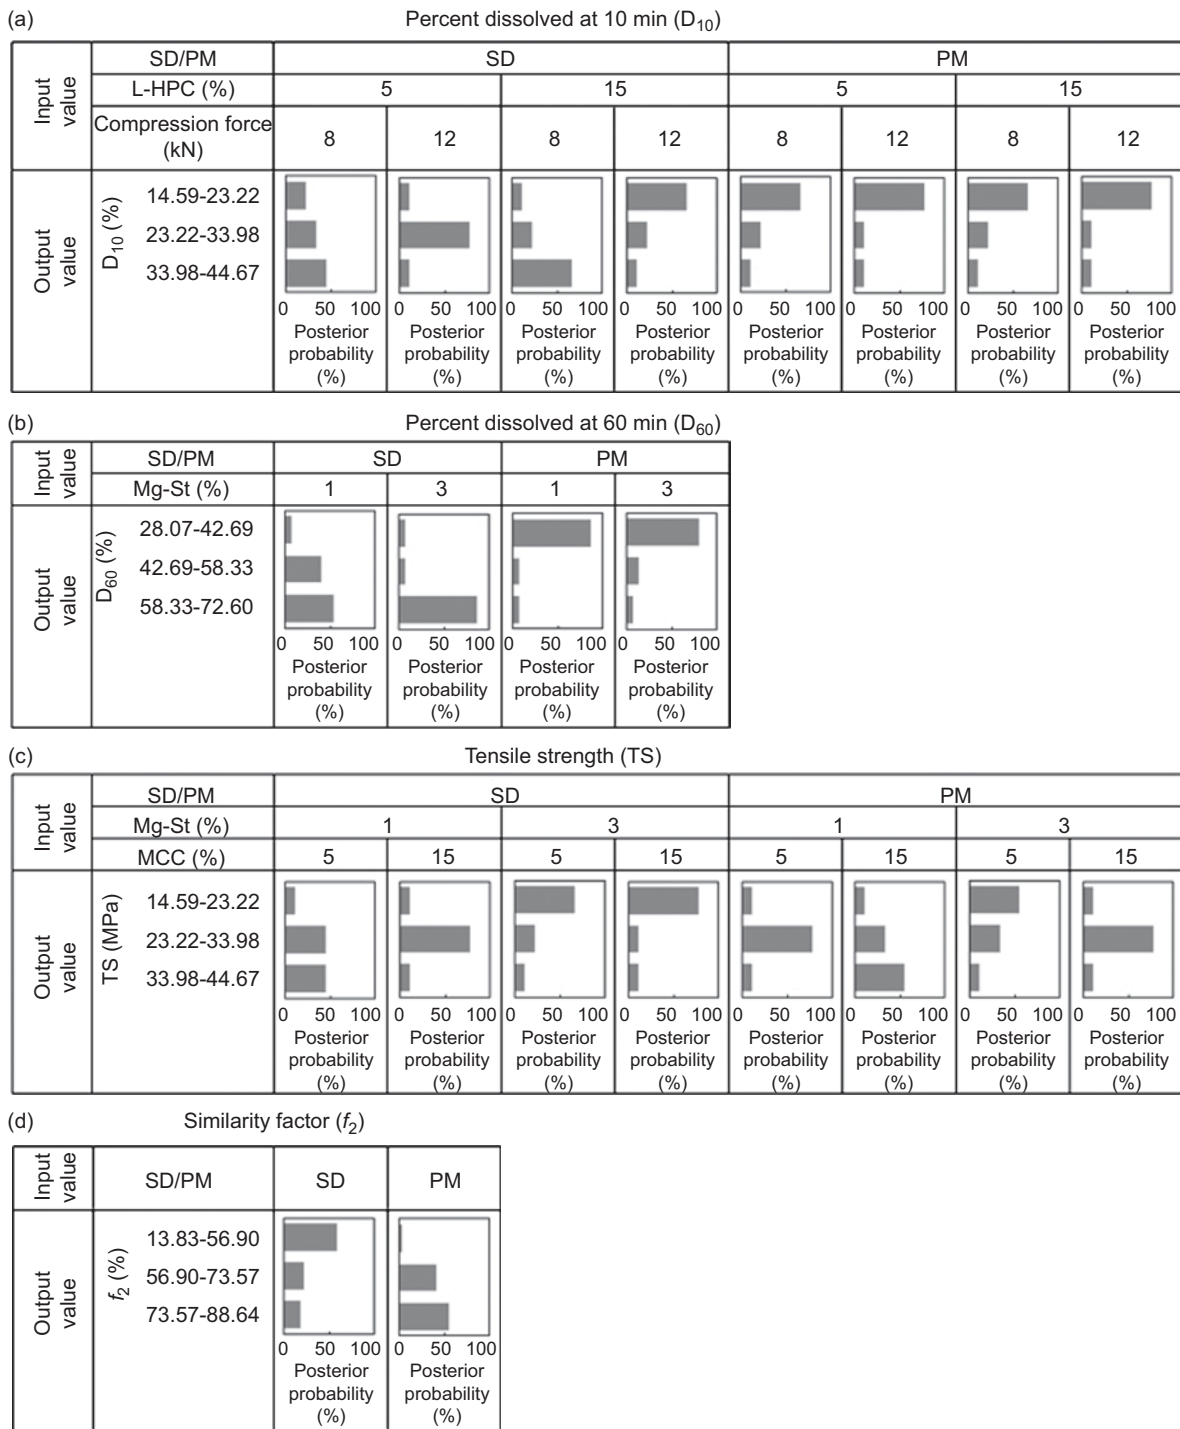 (a) Percent dissolved at 10 min (D10)
Input value
SD/PM SD PM
L-HPC (%) 5 15 5 15
Compression force (kN) 8 12 8 12 8 12 8 12
Output value
D10 (%)
14.59-23.22
23.22-33.98
33.98-44.67
0 50 100 0 50 100 0 50 100 0 50 100 0 50 100 0 50 100 0 50 100 0 50 100
Posterior Posterior Posterior Posterior Posterior Posterior Posterior Posterior
probability probability probability probability probability probability probability probability
(%) (%) (%) (%) (%) (%) (%) (%)
(b) Percent dissolved at 60 min (D60)
Input value
SD/PM SD PM
Mg-St (%) 1 3 1 3
Output value
D60 (%)
28.07-42.69
42.69-58.33
58.33-72.60
0 50 100 0 50 100 0 50 100 0 50 100
Posterior Posterior Posterior Posterior
probability probability probability probability
(%) (%) (%) (%)
(c) Tensile strength (TS)
Input value
SD/PM SD PM
Mg-St (%) 1 3 1 3
MCC (%) 5 15 5 15 5 15 5 15
Output value
TS (MPa)
14.59-23.22
23.22-33.98
33.98-44.67
0 50 100 0 50 100 0 50 100 0 50 100 0 50 100 0 50 100 0 50 100 0 50 100
Posterior Posterior Posterior Posterior Posterior Posterior Posterior Posterior
probability probability probability probability probability probability probability probability
(%) (%) (%) (%) (%) (%) (%) (%)
(d) Similarity factor (f2)
Input value
SD/PM SD PM
Output value
f2 (%)
13.83-56.90
56.90-73.57
73.57-88.64
0 50 100 0 50 100
Posterior Posterior
probability probability
(%) (%)